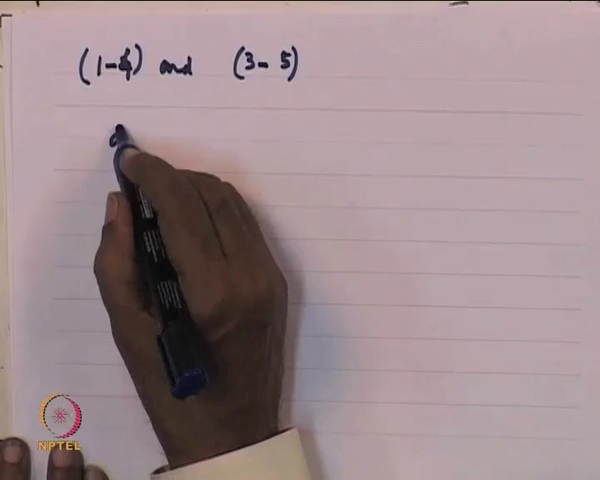 (1-4) and (3- 5)
NPTEL